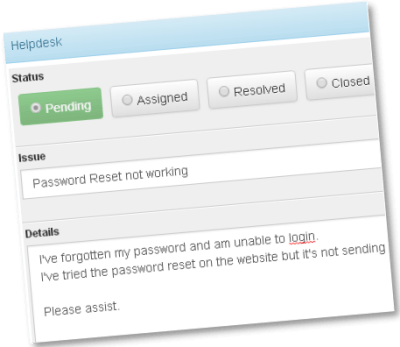 Helpdesk
Status
Pending Assigned Resolved Closed
Issue
Password Reset not working
Details
I've forgotten my password and am unable to login.
I've tried the password reset on the website but it's not sending
Please assist.